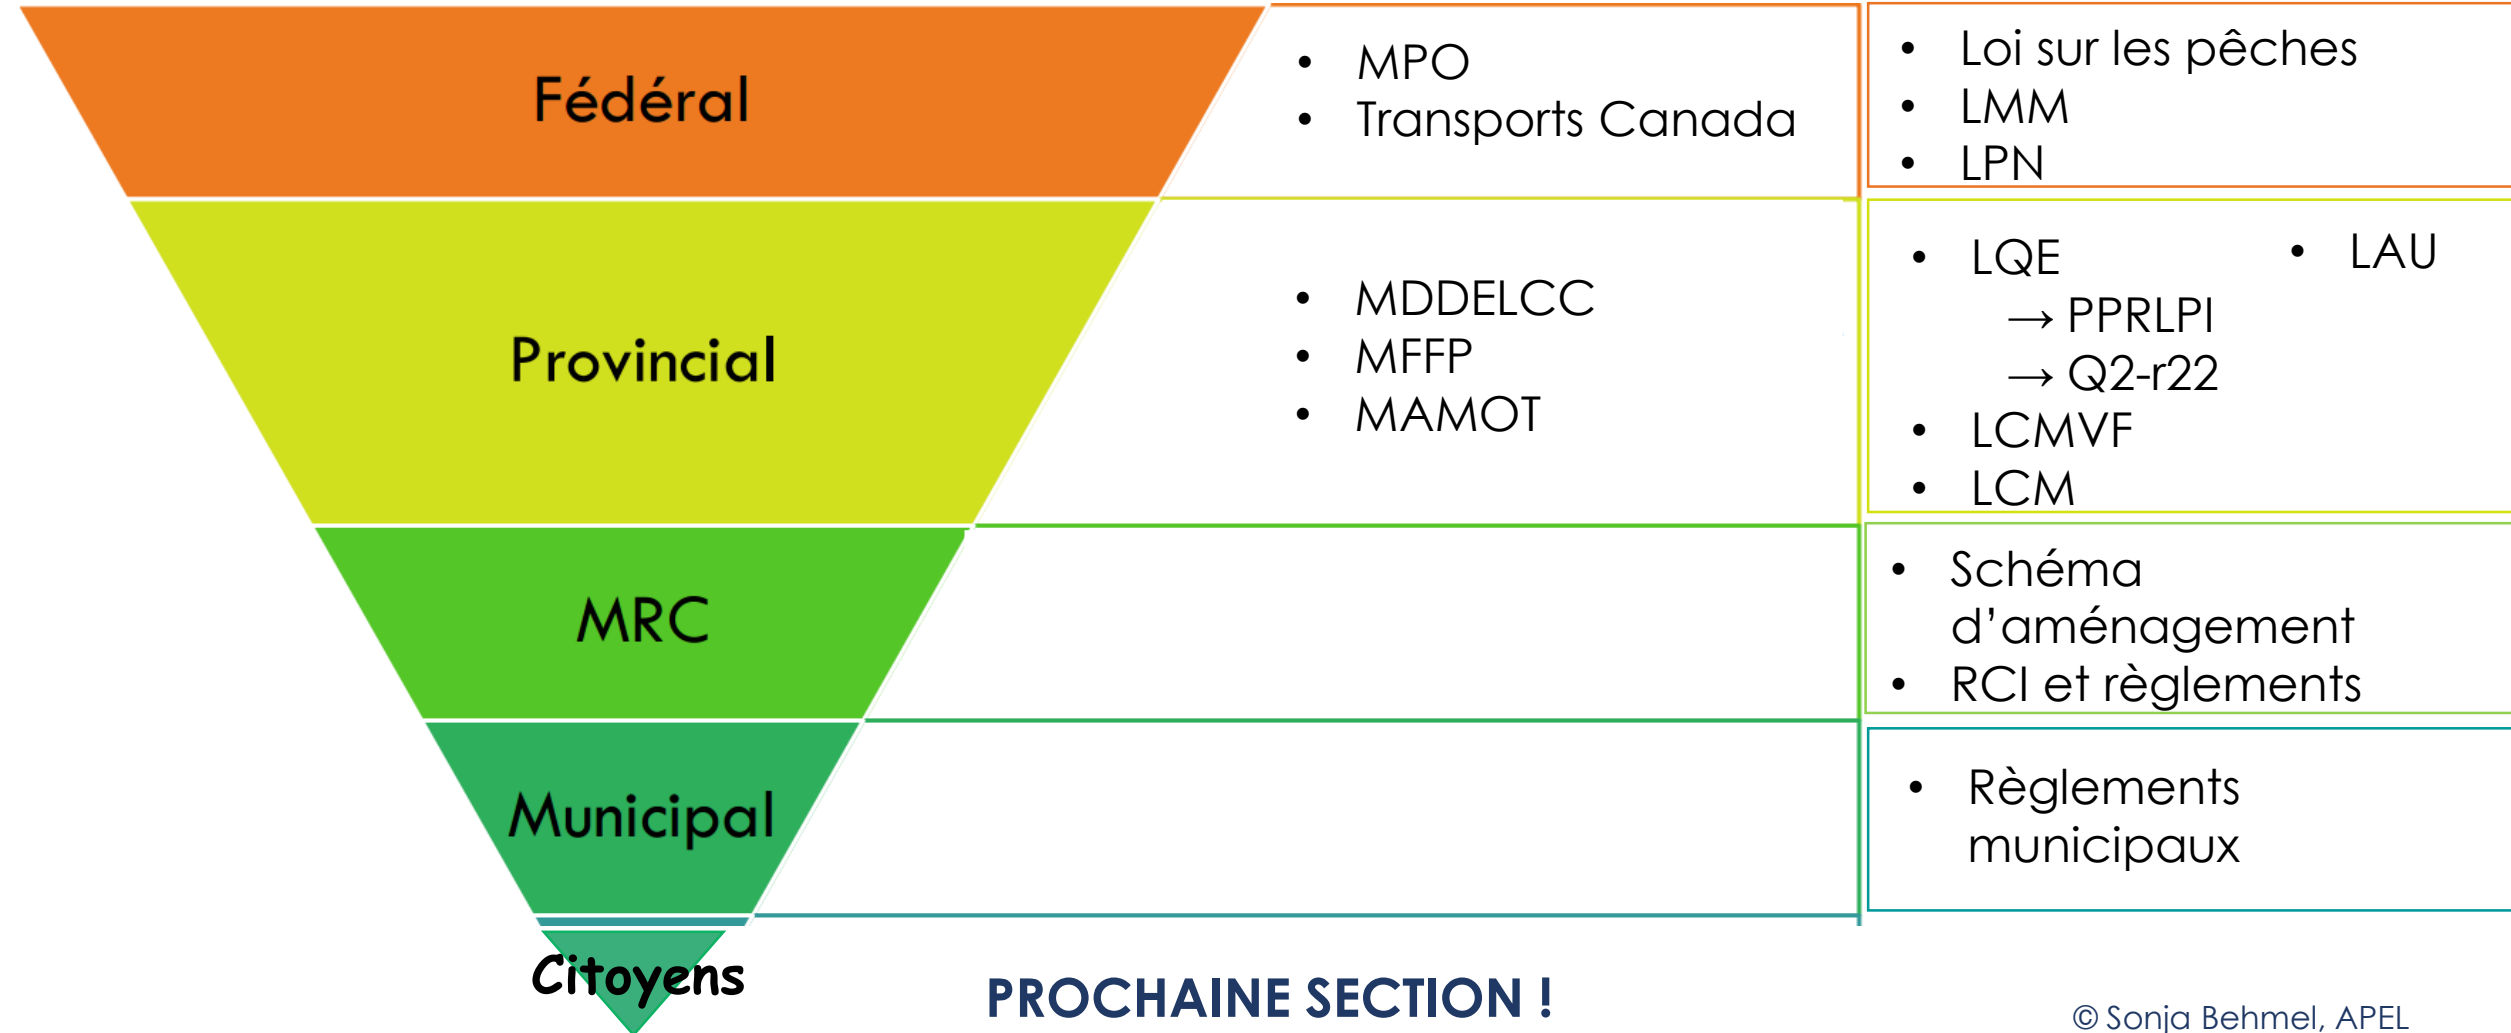 Fédéral
• MPO
• Transports Canada
• Loi sur les pêches
• LMM
• LPN
Provincial
• MDDELCC
• MFFP
• MAMOT
• LQE
→ PPRLPI
→ Q2-r22
• LCMVF
• LCM
• LAU
MRC
• Schéma
d’aménagement
• RCI et règlements
Municipal
• Règlements
municipaux
Citoyens
PROCHAINE SECTION !
© Sonja Behmel, APEL